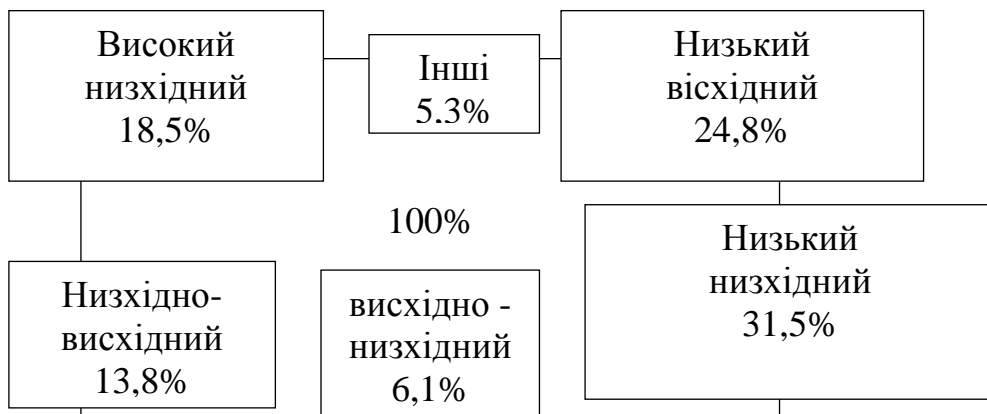 Високий
низхідний
18,5%
Інші
5.3%
Низький
вісхідний
24,8%
100%
Низхідно-
висхідний
13,8%
висхідно -
низхідний
6,1%
Низький
низхідний
31,5%